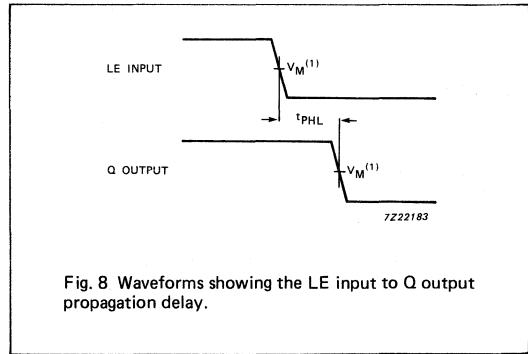 LE INPUT
V_M^(1)
t_PHL
Q OUTPUT
V_M^(1)
7Z22183
Fig. 8 Waveforms showing the LE input to Q output
propagation delay.